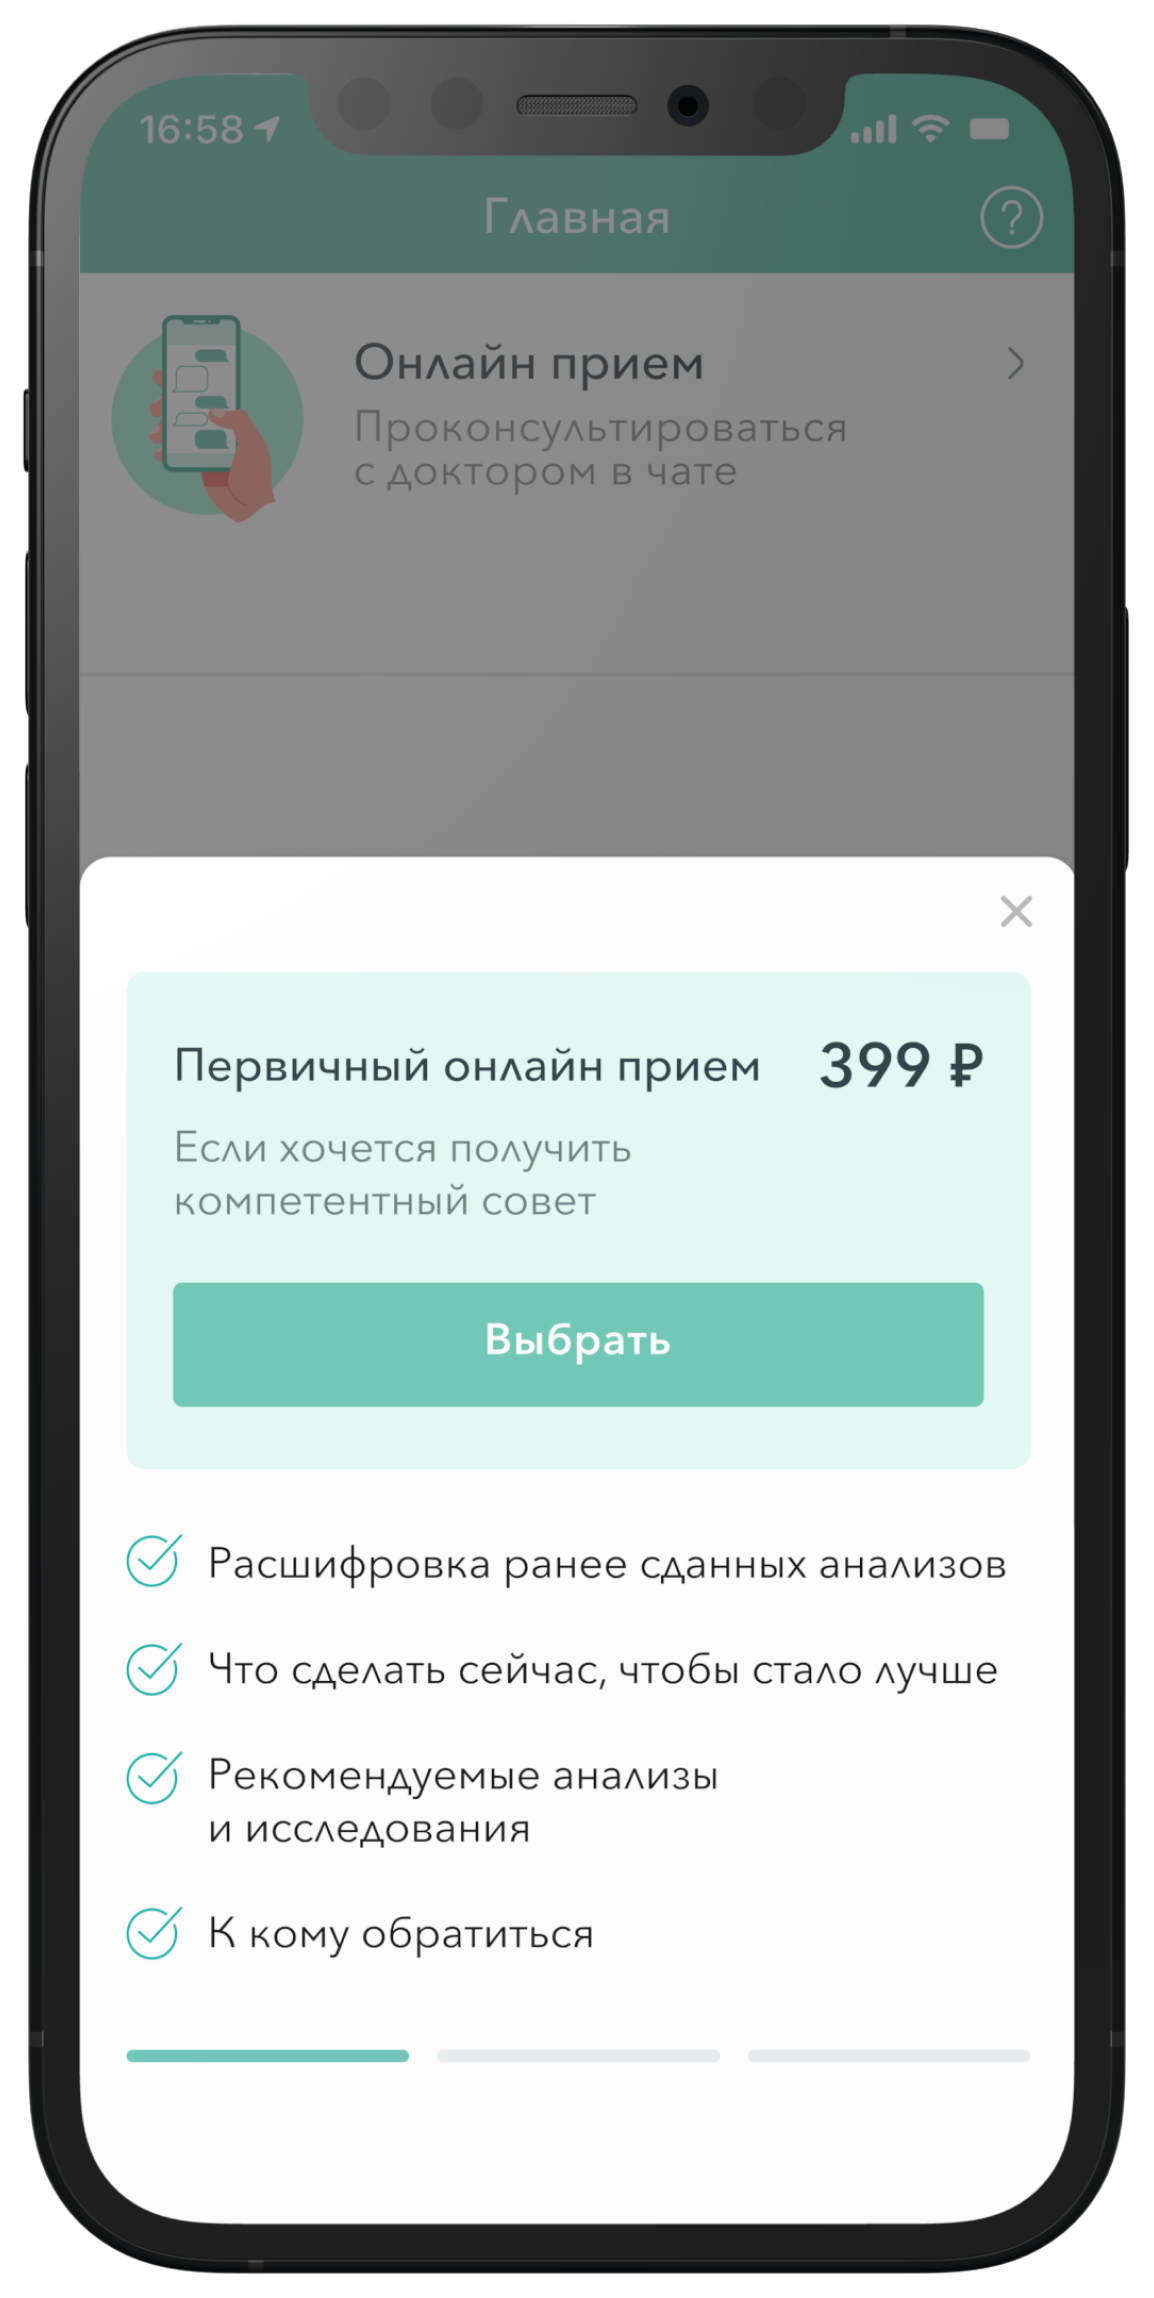 16:58
Главная
?
Онлайн прием
Проконсультироваться
с доктором в чате
Первичный онлайн прием 399 ₽
Если хочется получить
компетентный совет
Выбрать
Расшифровка ранее сданных анализов
Что сделать сейчас, чтобы стало лучше
Рекомендуемые анализы
и исследования
К кому обратиться